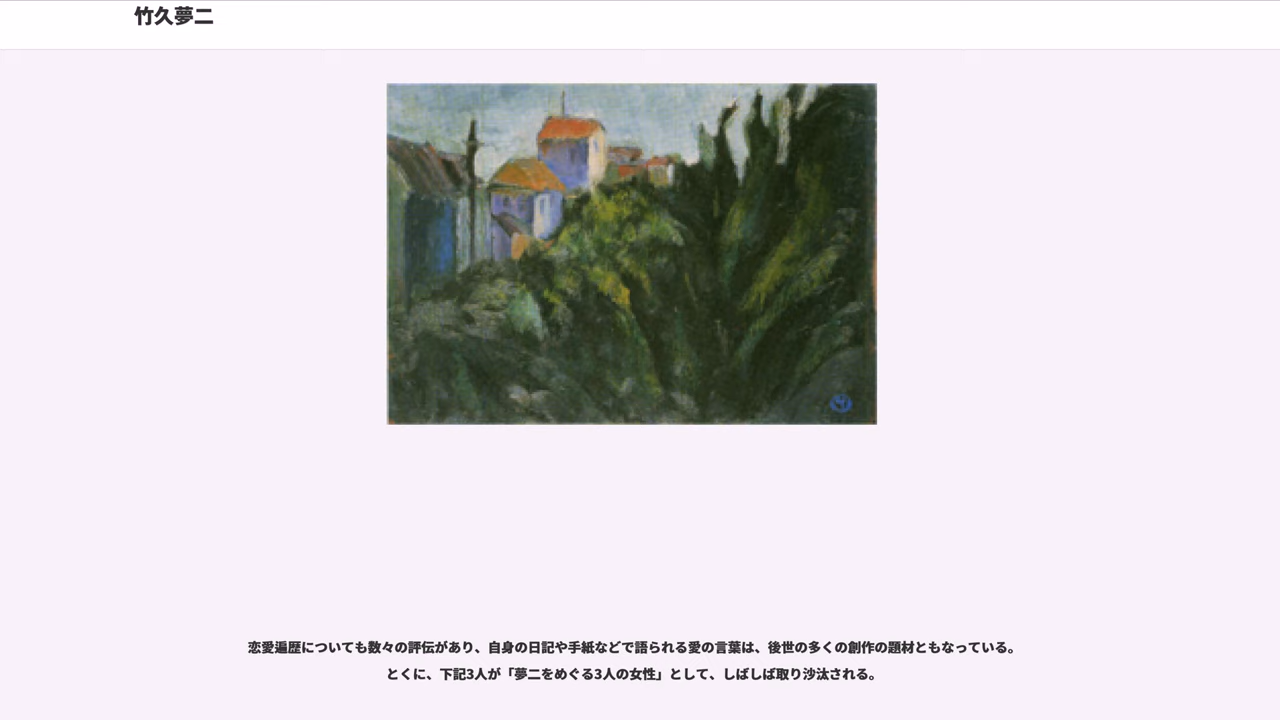 竹久夢二
恋愛遍歴についても数々の評伝があり、自身の日記や手紙などで語られる愛の言葉は、後世の多くの創作の題材ともなっている。
とくに、下記3人が「夢二をめぐる3人の女性」として、しばしば取り沙汰される。